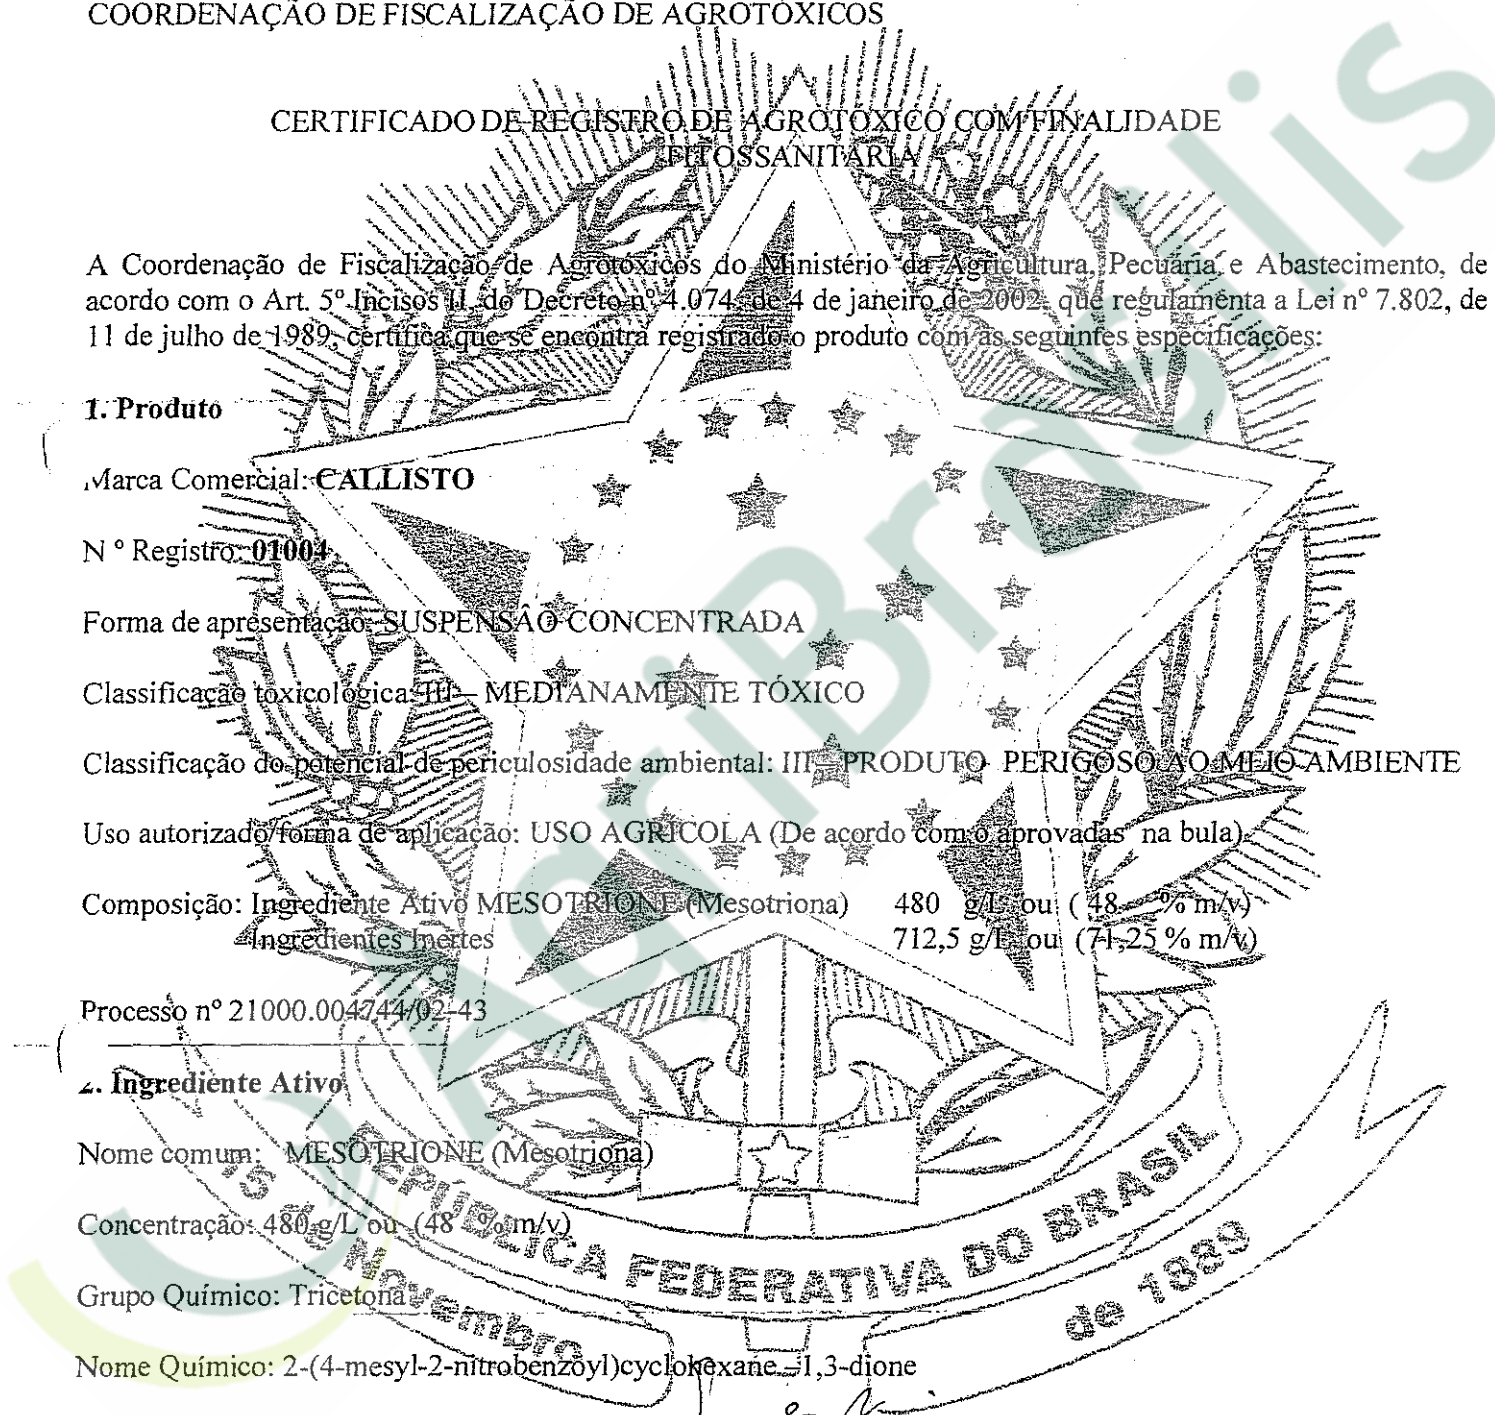 COORDENAÇÃO DE FISCALIZAÇÃO DE AGROTÓXICOS
CERTIFICADO DE REGISTRO DE AGROTÓXICO COM FINALIDADE
FITOSSANITÁRIA
A Coordenação de Fiscalização de Agrotóxicos do Ministério da Agricultura, Pecuária e Abastecimento, de
acordo com o Art. 5º Incisos II, do Decreto nº 4.074, de 4 de janeiro de 2002, que regulamenta a Lei nº 7.802, de
11 de julho de 1989, certifica que se encontra registrado o produto com as seguintes especificações:
1. Produto
Marca Comercial: CALLISTO
N º Registro: 01004
Forma de apresentação: SUSPENSÃO CONCENTRADA
Classificação toxicológica: III – MEDIANAMENTE TÓXICO
Classificação do potencial de periculosidade ambiental: III – PRODUTO PERIGOSO AO MEIO AMBIENTE
Uso autorizado/forma de aplicação: USO AGRÍCOLA (De acordo com o aprovadas na bula)
Composição: Ingrediente Ativo MESOTRIONE (Mesotriona) 480 g/L ou ( 48 % m/v)
Ingredientes Inertes 712,5 g/L ou (71,25 % m/v)
Processo nº 21000.004744/02-43
2. Ingrediente Ativo
Nome comum: MESOTRIONE (Mesotriona)
Concentração: 480 g/L ou (48 % m/v)
Grupo Químico: Tricetona
Nome Químico: 2-(4-mesyl-2-nitrobenzoyl)cyclohexane-1,3-dione
REPÚBLICA FEDERATIVA DO BRASIL
15 de Novembro de 1889
AgriBrasilis